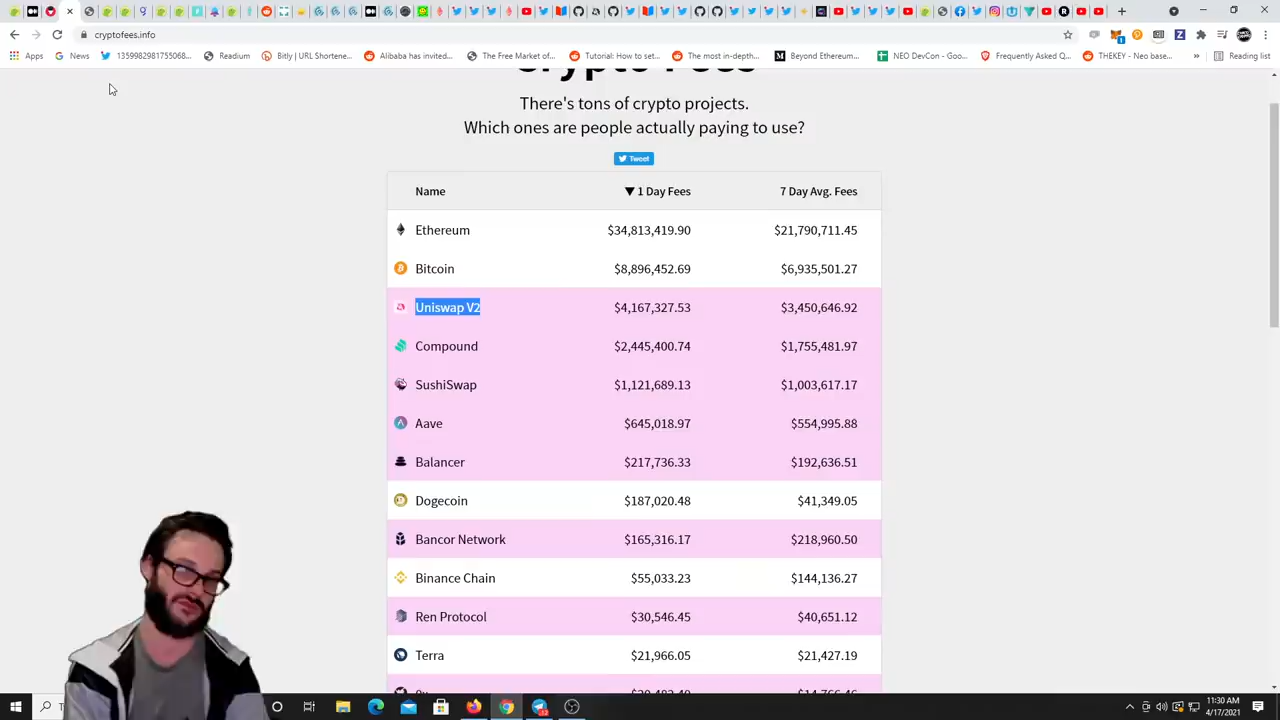 cryptofees.info
Apps
News
1359982981755068...
Readium
Bitly | URL Shortene...
Alibaba has invited...
The Free Market of...
Tutorial: How to set...
The most in-depth...
Beyond Ethereum...
NEO DevCon - Goo...
Frequently Asked Q...
THEKEY - Neo base...
Reading list
There's tons of crypto projects.
Which ones are people actually paying to use?
Tweet
Name ▼ 1 Day Fees 7 Day Avg. Fees
Ethereum $34,813,419.90 $21,790,711.45
Bitcoin $8,896,452.69 $6,935,501.27
Uniswap V2 $4,167,327.53 $3,450,646.92
Compound $2,445,400.74 $1,755,481.97
SushiSwap $1,121,689.13 $1,003,617.17
Aave $645,018.97 $554,995.88
Balancer $217,736.33 $192,636.51
Dogecoin $187,020.48 $41,349.05
Bancor Network $165,316.17 $218,960.50
Binance Chain $55,033.23 $144,136.27
Ren Protocol $30,546.45 $40,651.12
Terra $21,966.05 $21,427.19
11:30 AM
4/17/2021